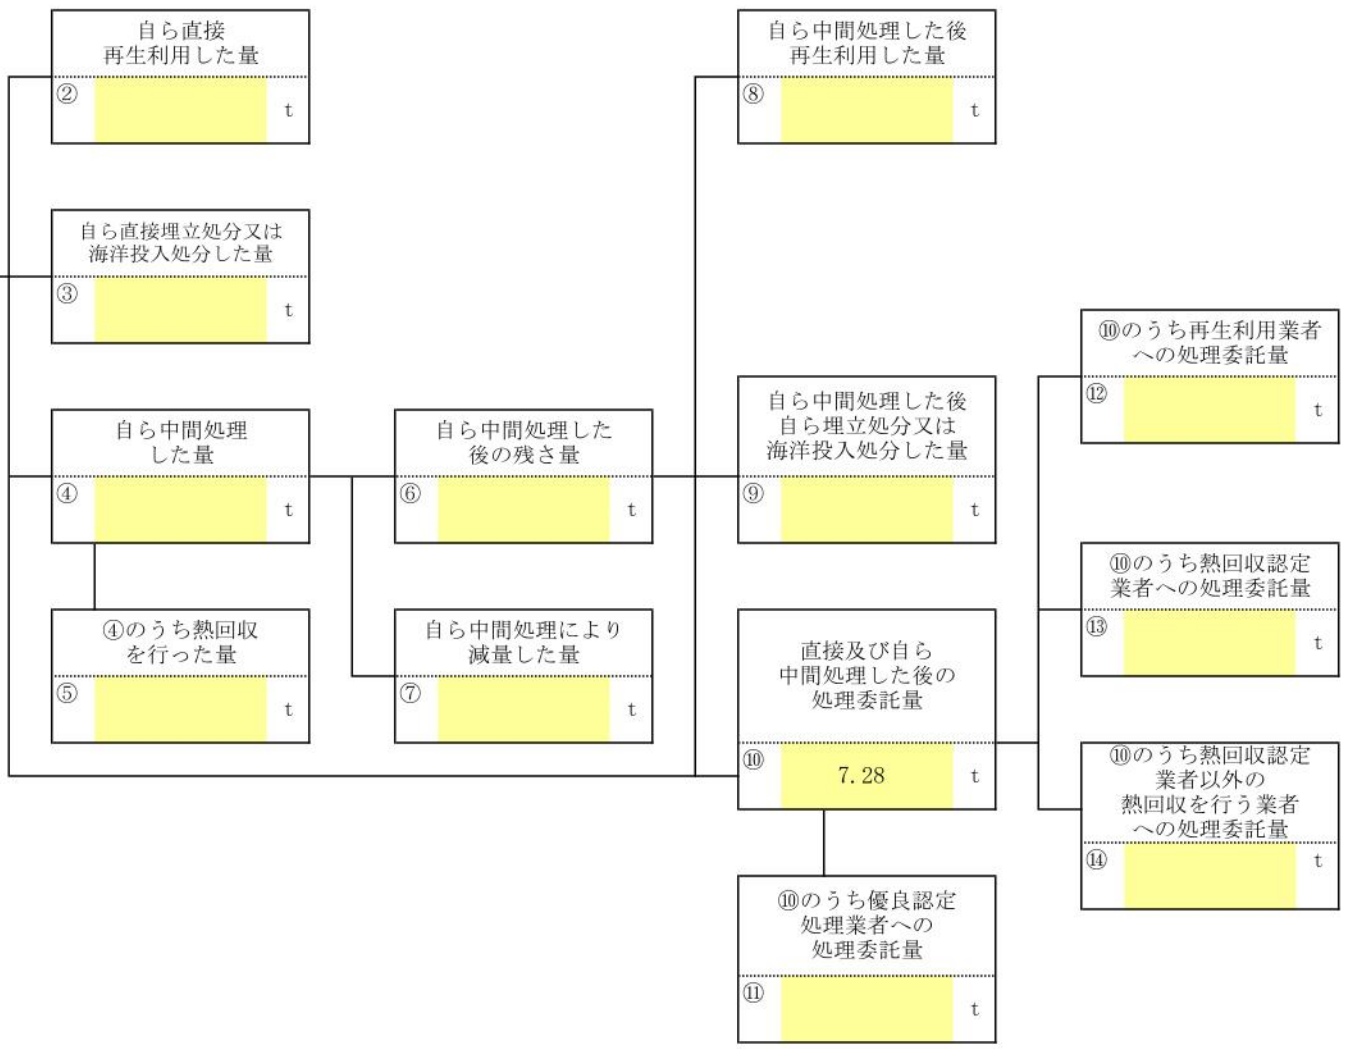 自ら直接
再生利用した量
② t
自ら中間処理した後
再生利用した量
⑧ t
自ら直接埋立処分又は
海洋投入処分した量
③ t
⑩のうち再生利用業者
への処理委託量
⑫ t
自ら中間処理
した量
④ t
自ら中間処理した
後の残さ量
⑥ t
自ら中間処理した後
自ら埋立処分又は
海洋投入処分した量
⑨ t
⑩のうち熱回収認定
業者への処理委託量
⑬ t
④のうち熱回収
を行った量
⑤ t
自ら中間処理により
減量した量
⑦ t
直接及び自ら
中間処理した後の
処理委託量
⑩ 7.28 t
⑩のうち熱回収認定
業者以外の
熱回収を行う業者
への処理委託量
⑭ t
⑩のうち優良認定
処理業者への
処理委託量
⑪ t